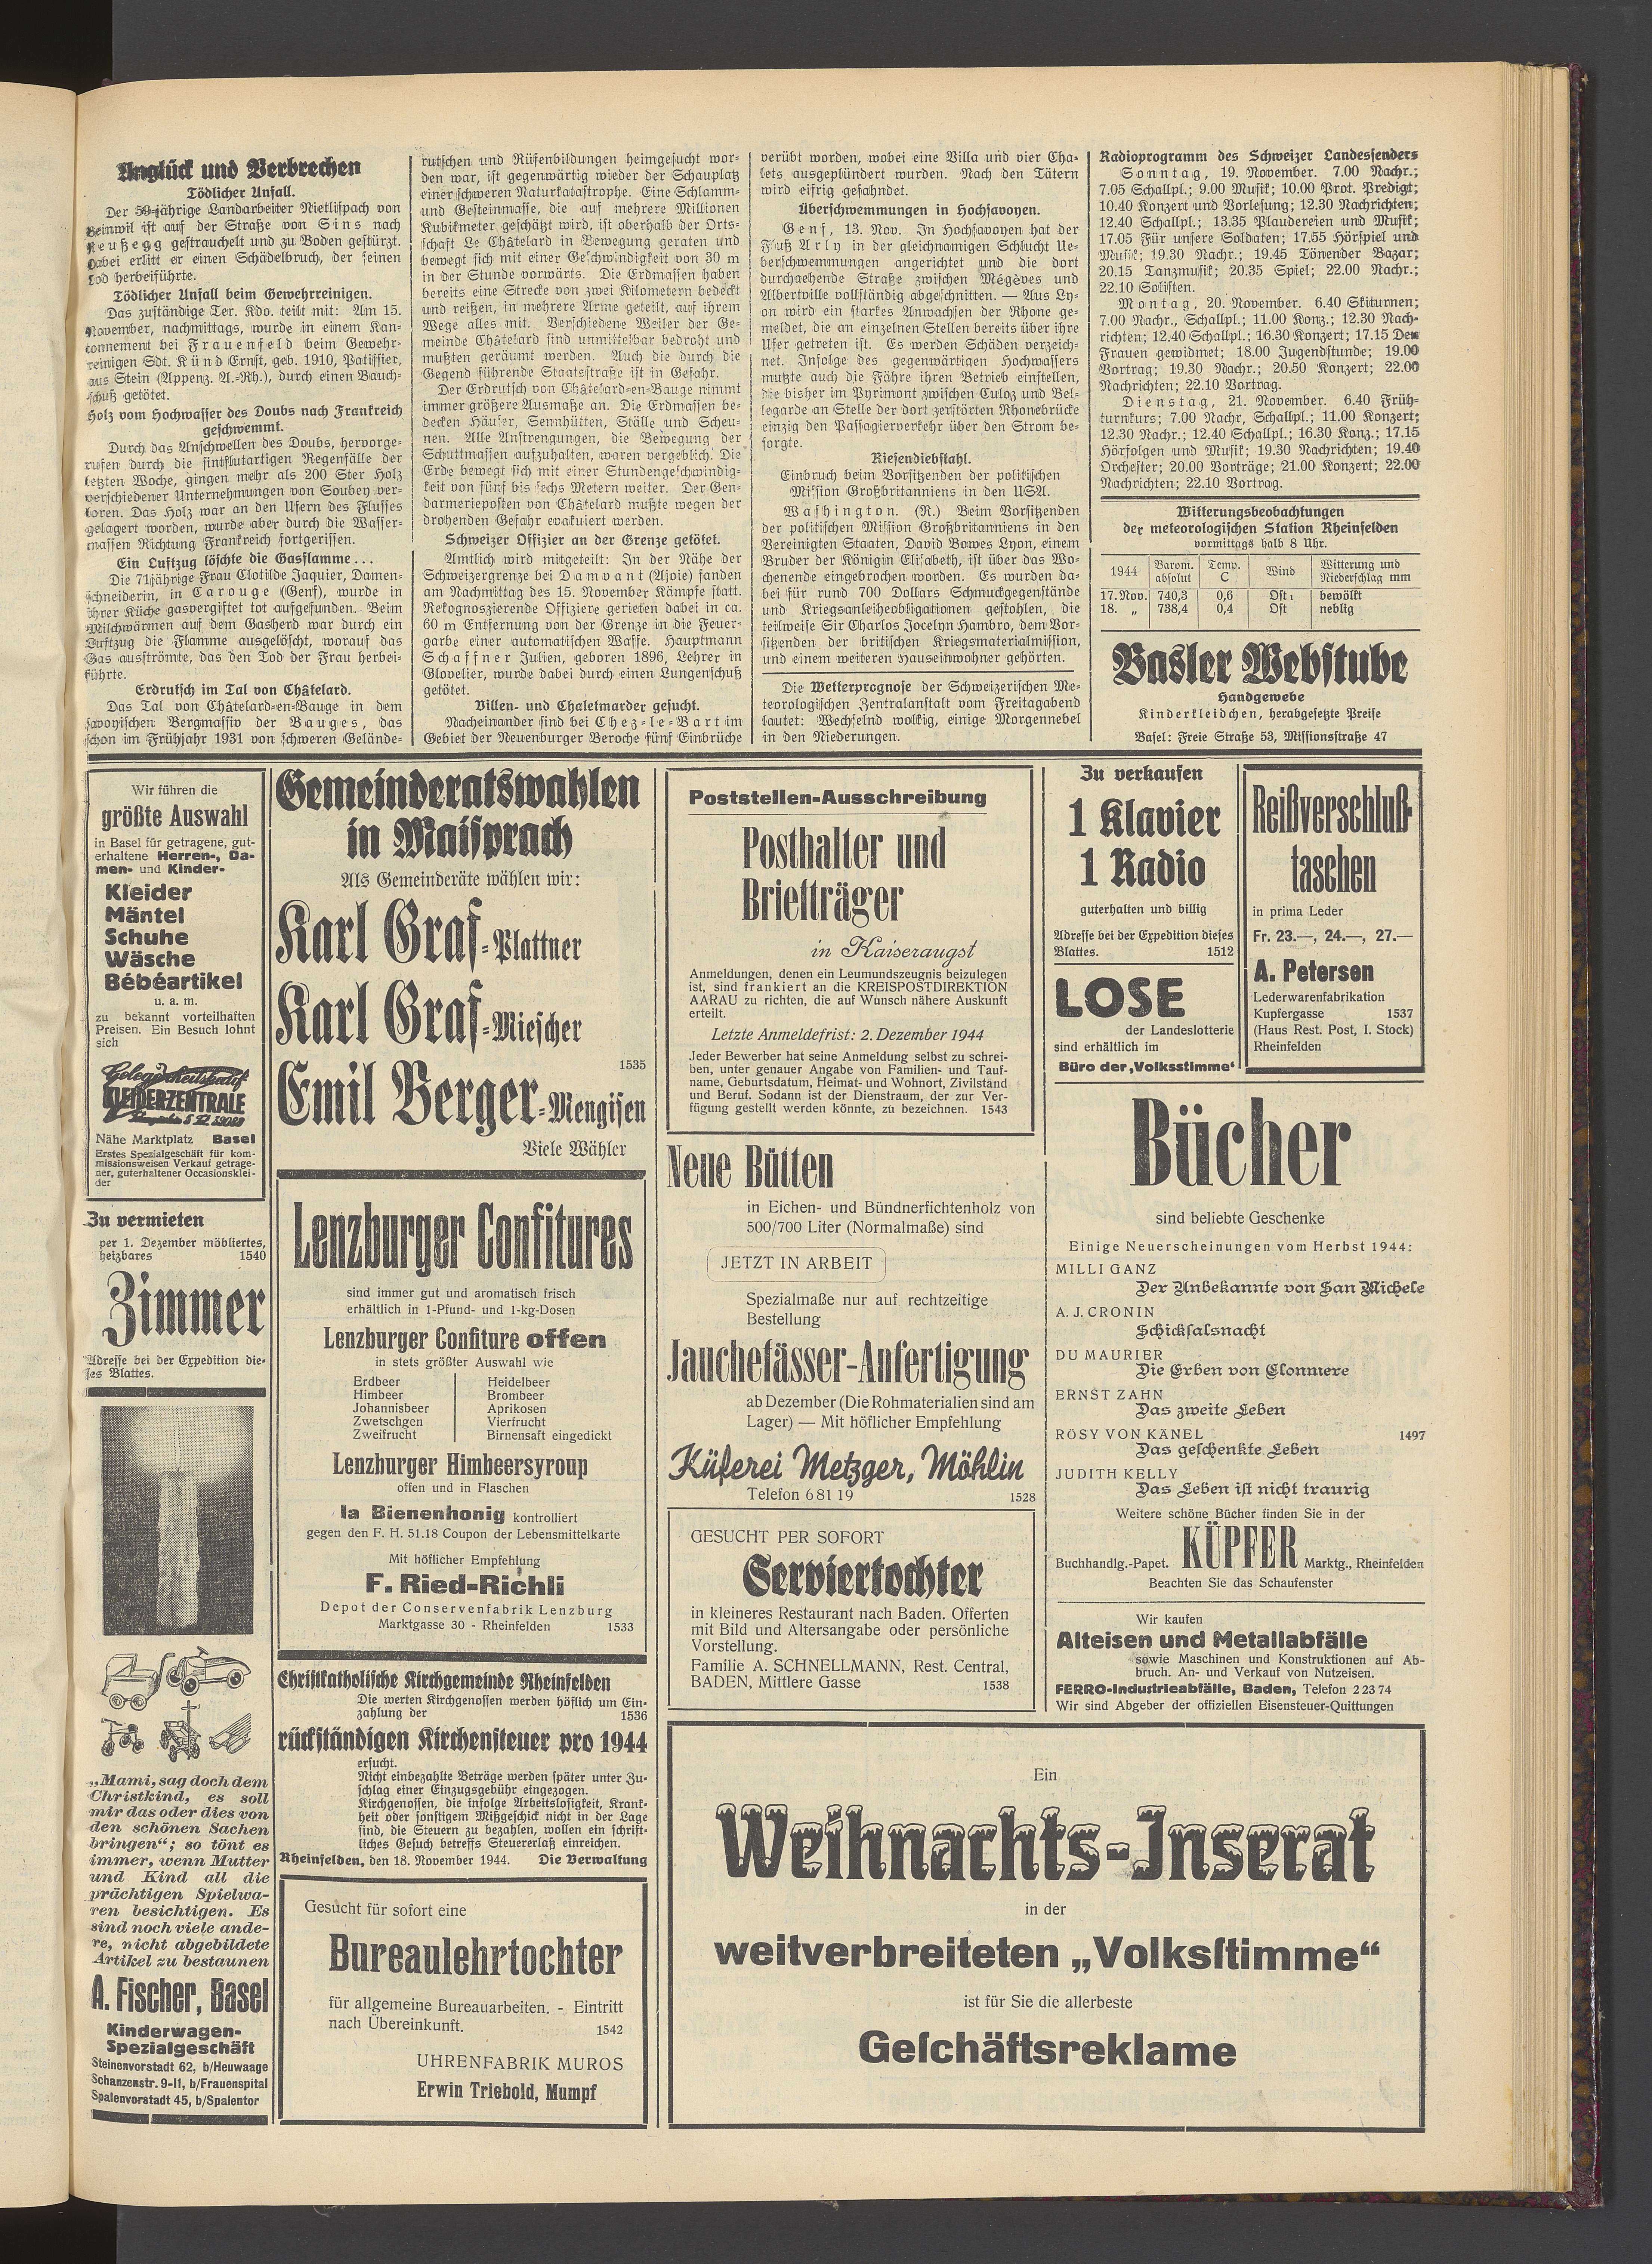 Unglück und Verbrechen
Tödlicher Unfall.
Der 59-jährige Landarbeiter Nietlispach von
Beinwil ist auf der Straße von Sins nach
Reußegg gestrauchelt und zu Boden gestürzt.
Dabei erlitt er einen Schädelbruch, der seinen
Tod herbeiführte.
Tödlicher Unfall beim Gewehrreinigen.
Das zuständige Ter. Kdo. teilt mit: Am 15.
November, nachmittags, wurde in einem Kan-
tonnement bei Frauenfeld beim Gewehr-
reinigen Sdt. Künd Ernst, geb. 1910, Patissier,
aus Stein (Appenz. A.-Rh.), durch einen Bauch-
schuß getötet.
Holz vom Hochwasser des Doubs nach Frankreich
geschwemmt.
Durch das Anschwellen des Doubs, hervorge-
rufen durch die sintflutartigen Regenfälle der
letzten Woche, gingen mehr als 200 Ster Holz
verschiedener Unternehmungen von Soubey ver-
loren. Das Holz war an den Ufern des Flusses
gelagert worden, wurde aber durch die Wasser-
massen Richtung Frankreich fortgerissen.
Ein Luftzug löschte die Gasflamme...
Die 71jährige Frau Clotilde Jaquier, Damen-
schneiderin, in Carouge (Genf), wurde in
ihrer Küche gasvergiftet tot aufgefunden. Beim
Milchwärmen auf dem Gasherd war durch ein
Luftzug die Flamme ausgelöscht, worauf das
Gas ausströmte, das den Tod der Frau herbei-
führte.
Erdrutsch im Tal von Châtelard.
Das Tal von Châtelard-en-Bauge in dem
savoyischen Bergmassiv der Bauges, das
schon im Frühjahr 1931 von schweren Gelände-
rutschen und Rüfenbildungen heimgesucht wor-
den war, ist gegenwärtig wieder der Schauplatz
einer schweren Naturkatastrophe. Eine Schlamm-
und Gesteinmasse, die auf mehrere Millionen
Kubikmeter geschätzt wird, ist oberhalb der Orts-
schaft Le Châtelard in Bewegung geraten und
bewegt sich mit einer Geschwindigkeit von 30 m
in der Stunde vorwärts. Die Erdmassen haben
bereits eine Strecke von zwei Kilometern bedeckt
und reißen, in mehrere Arme geteilt, auf ihrem
Wege alles mit. Verschiedene Weiler der Ge-
meinde Châtelard sind unmittelbar bedroht und
mußten geräumt werden. Auch die durch die
Gegend führende Staatsstraße ist in Gefahr.
Der Erdrutsch von Châtelard-en-Bauge nimmt
immer größere Ausmaße an. Die Erdmassen be-
decken Häuser, Sennhütten, Ställe und Scheu-
nen. Alle Anstrengungen, die Bewegung der
Schuttmassen aufzuhalten, waren vergeblich. Die
Erde bewegt sich mit einer Stundengeschwindig-
keit von fünf bis sechs Metern weiter. Der Gen-
darmerieposten von Châtelard mußte wegen der
drohenden Gefahr evakuiert werden.
Schweizer Offizier an der Grenze getötet.
Amtlich wird mitgeteilt: In der Nähe der
Schweizergrenze bei Damvant (Ajoie) fanden
am Nachmittag des 15. November Kämpfe statt.
Rekognoszierende Offiziere gerieten dabei in ca.
60 m Entfernung von der Grenze in die Feuer-
garbe einer automatischen Waffe. Hauptmann
Schaffner Julien, geboren 1896, Lehrer in
Glovelier, wurde dabei durch einen Lungenschuß
getötet.
Villen- und Chaletmarder gesucht.
Nacheinander sind bei Chez-le-Bart im
Gebiet der Neuenburger Beroche fünf Einbrüche
verübt worden, wobei eine Villa und vier Cha-
lets ausgeplündert wurden. Nach den Tätern
wird eifrig gefahndet.
Überschwemmungen in Hochsavoyen.
Genf, 13. Nov. In Hochsavoyen hat der
Fluß Arly in der gleichnamigen Schlucht Ue-
berschwemmungen angerichtet und die dort
durchgehende Straße zwischen Mégèves und
Albertville vollständig abgeschnitten. — Aus Ly-
on wird ein starkes Anwachsen der Rhone ge-
meldet, die an einzelnen Stellen bereits über ihre
Ufer getreten ist. Es werden Schäden verzeich-
net. Infolge des gegenwärtigen Hochwassers
mußte auch die Fähre ihren Betrieb einstellen,
die bisher im Pyrimont zwischen Culoz und Bel-
legarde an Stelle der dort zerstörten Rhonebrücke
einzig den Passagierverkehr über den Strom be-
sorgte.
Riesendiebstahl.
Einbruch beim Vorsitzenden der politischen
Mission Großbritanniens in den USA.
Washington. (R.) Beim Vorsitzenden
der politischen Mission Großbritanniens in den
Vereinigten Staaten, David Bowes Lyon, einem
Bruder der Königin Elisabeth, ist über das Wo-
chenende eingebrochen worden. Es wurden da-
bei für rund 700 Dollars Schmuckgegenstände
und Kriegsanleiheobligationen gestohlen, die
teilweise Sir Charlos Jocelyn Hambro, dem Vor-
sitzenden der britischen Kriegsmaterialmission,
und einem weiteren Hauseinwohner gehörten.
Die Wetterprognose der Schweizerischen Me-
teorologischen Zentralanstalt vom Freitagabend
lautet: Wechselnd wolkig, einige Morgennebel
in den Niederungen.
Radioprogramm des Schweizer Landessenders
Sonntag, 19. November. 7.00 Nachr.;
7.05 Schallpl.; 9.00 Musik; 10.00 Prot. Predigt;
10.40 Konzert und Vorlesung; 12.30 Nachrichten;
12.40 Schallpl.; 13.35 Plaudereien und Musik;
17.05 Für unsere Soldaten; 17.55 Hörspiel und
Musik; 19.30 Nachr.; 19.45 Tönender Bazar;
20.15 Tanzmusik; 20.35 Spiel; 22.00 Nachr.;
22.10 Solisten.
Montag, 20. November. 6.40 Skiturnen;
7.00 Nachr., Schallpl.; 11.00 Konz.; 12.30 Nach-
richten; 12.40 Schallpl.; 16.30 Konzert; 17.15 Den
Frauen gewidmet; 18.00 Jugendstunde; 19.00
Vortrag; 19.30 Nachr.; 20.50 Konzert; 22.00
Nachrichten; 22.10 Vortrag.
Dienstag, 21. November. 6.40 Früh-
turnkurs; 7.00 Nachr, Schallpl.; 11.00 Konzert;
12.30 Nachr.; 12.40 Schallpl.; 16.30 Konz.; 17.15
Hörfolgen und Musik; 19.30 Nachrichten; 19.40
Orchester; 20.00 Vorträge; 21.00 Konzert; 22.00
Nachrichten; 22.10 Vortrag.
Witterungsbeobachtungen
der meteorologischen Station Rheinfelden
vormittags halb 8 Uhr.
1944 Barom. absolut Temp. C Wind Witterung und Niederschlag mm
17. Nov. 740,3 0,6 Ost bewölkt
18. „ 738,4 0,4 Ost neblig
Basler Webstube
Handgewebe
Kinderkleidchen, herabgesetzte Preise
Basel: Freie Straße 53, Missionsstraße 47
Wir führen die
größte Auswahl
in Basel für getragene, gut-
erhaltene Herren-, Da-
men- und Kinder-
Kleider
Mäntel
Schuhe
Wäsche
Bébéartikel
u. a. m.
zu bekannt vorteilhaften
Preisen. Ein Besuch lohnt
sich
Gelegenheitskauf
KLEIDERZENTRALE
Nähe Marktplatz Basel
Erstes Spezialgeschäft für kom-
missionsweisen Verkauf getrage-
ner, guterhaltener Occasionsklei-
der
Zu vermieten
per 1. Dezember möbliertes,
heizbares 1540
Zimmer
Adresse bei der Expedition die-
ses Blattes.
„Mami, sag doch dem
Christkind, es soll
mir das oder dies von
den schönen Sachen
bringen“; so tönt es
immer, wenn Mutter
und Kind all die
prächtigen Spielwa-
ren besichtigen. Es
sind noch viele ande-
re, nicht abgebildete
Artikel zu bestaunen
A. Fischer, Basel
Kinderwagen-
Spezialgeschäft
Steinenvorstadt 62, b/Heuwaage
Schanzenstr. 9-11, b/Frauenspital
Spalenvorstadt 45, b/Spalentor
Gemeinderatswahlen
in Maisprach
Als Gemeinderäte wählen wir:
Karl Graf-Plattner
Karl Graf-Miescher
1535
Emil Berger-Mengisen
Viele Wähler
Lenzburger Confitures
sind immer gut und aromatisch frisch
erhältlich in 1-Pfund- und 1-kg-Dosen
Lenzburger Confiture offen
in stets größter Auswahl wie
Erdbeer Heidelbeer
Himbeer Brombeer
Johannisbeer Aprikosen
Zwetschgen Vierfrucht
Zweifrucht Birnensaft eingedickt
Lenzburger Himbeersyroup
offen und in Flaschen
Ia Bienenhonig kontrolliert
gegen den F. H. 51.18 Coupon der Lebensmittelkarte
Mit höflicher Empfehlung
F. Ried-Richli
Depot der Conservenfabrik Lenzburg
Marktgasse 30 - Rheinfelden 1533
Christkatholische Kirchgemeinde Rheinfelden
Die werten Kirchgenossen werden höflich um Ein-
zahlung der 1536
rückständigen Kirchensteuer pro 1944
ersucht.
Nicht einbezahlte Beträge werden später unter Zu-
schlag einer Einzugsgebühr eingezogen.
Kirchgenossen, die infolge Arbeitslosigkeit, Krank-
heit oder sonstigem Mißgeschick nicht in der Lage
sind, die Steuern zu bezahlen, wollen ein schrift-
liches Gesuch betreffs Steuererlaß einreichen.
Rheinfelden, den 18. November 1944. Die Verwaltung
Gesucht für sofort eine
Bureaulehrtochter
für allgemeine Bureauarbeiten. - Eintritt
nach Übereinkunft. 1542
UHRENFABRIK MUROS
Erwin Triebold, Mumpf
Poststellen-Ausschreibung
Posthalter und
Briefträger
in Kaiseraugst
Anmeldungen, denen ein Leumundszeugnis beizulegen
ist, sind frankiert an die KREISPOSTDIREKTION
AARAU zu richten, die auf Wunsch nähere Auskunft
erteilt.
Letzte Anmeldefrist: 2. Dezember 1944
Jeder Bewerber hat seine Anmeldung selbst zu schrei-
ben, unter genauer Angabe von Familien- und Tauf-
name, Geburtsdatum, Heimat- und Wohnort, Zivilstand
und Beruf. Sodann ist der Dienstraum, der zur Ver-
fügung gestellt werden könnte, zu bezeichnen. 1543
Neue Bütten
in Eichen- und Bündnerfichtenholz von
500/700 Liter (Normalmaße) sind
JETZT IN ARBEIT
Spezialmaße nur auf rechtzeitige
Bestellung
Jauchefässer-Anfertigung
ab Dezember (Die Rohmaterialien sind am
Lager) — Mit höflicher Empfehlung
Küferei Metzger, Möhlin
Telefon 6 81 19 1528
GESUCHT PER SOFORT
Serviertochter
in kleineres Restaurant nach Baden. Offerten
mit Bild und Altersangabe oder persönliche
Vorstellung.
Familie A. SCHNELLMANN, Rest. Central,
BADEN, Mittlere Gasse 1538
Zu verkaufen
1 Klavier
1 Radio
guterhalten und billig
Adresse bei der Expedition dieses
Blattes. 1512
LOSE
der Landeslotterie
sind erhältlich im
Büro der ‚Volksstimme‘
Reißverschluß-
taschen
in prima Leder
Fr. 23.—, 24.—, 27.—
A. Petersen
Lederwarenfabrikation
Kupfergasse 1537
(Haus Rest. Post, I. Stock)
Rheinfelden
Bücher
sind beliebte Geschenke
Einige Neuerscheinungen vom Herbst 1944:
MILLI GANZ
Der Unbekannte von San Michele
A. J. CRONIN
Schicksalsnacht
DU MAURIER
Die Erben von Clonmere
ERNST ZAHN
Das zweite Leben
RÖSY VON KÄNEL 1497
Das geschenkte Leben
JUDITH KELLY
Das Leben ist nicht traurig
Weitere schöne Bücher finden Sie in der
Buchhandlg.-Papet. KÜPFER Marktg., Rheinfelden
Beachten Sie das Schaufenster
Wir kaufen
Alteisen und Metallabfälle
sowie Maschinen und Konstruktionen auf Ab-
bruch. An- und Verkauf von Nutzeisen.
FERRO-Industrieabfälle, Baden, Telefon 2 23 74
Wir sind Abgeber der offiziellen Eisensteuer-Quittungen
Ein
Weihnachts-Inserat
in der
weitverbreiteten „Volksstimme“
ist für Sie die allerbeste
Geschäftsreklame